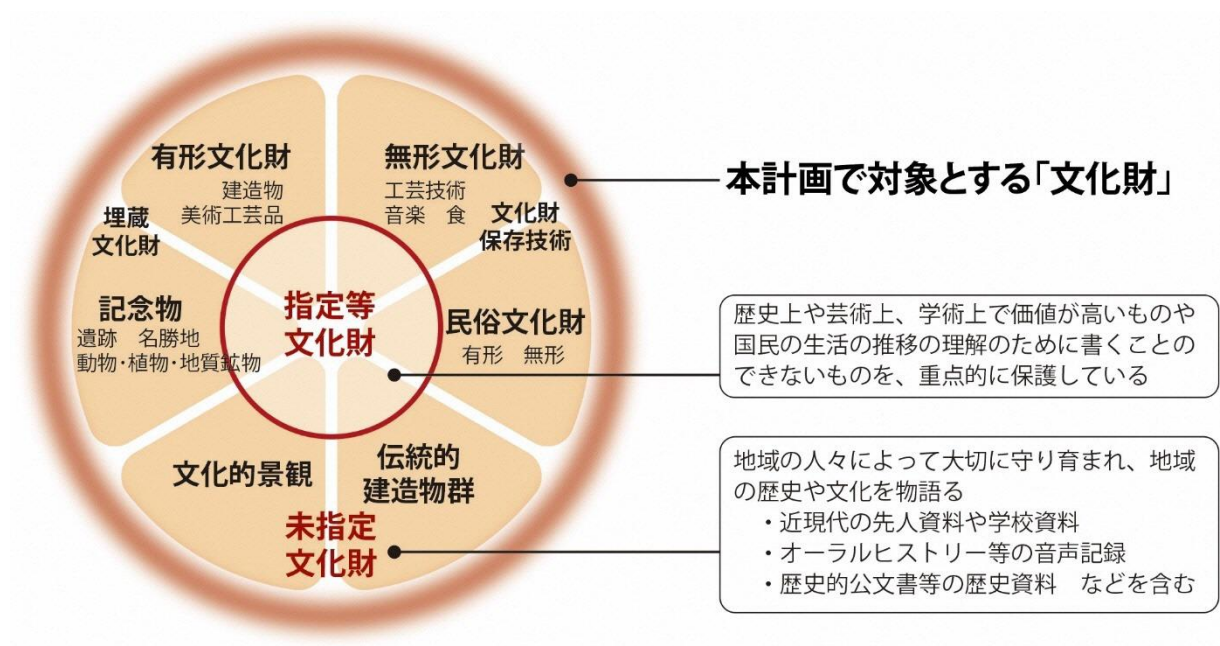 有形文化財
建造物
美術工芸品
無形文化財
工芸技術
音楽　食
文化財
保存技術
埋蔵
文化財
記念物
遺跡　名勝地
動物・植物・地質鉱物
指定等
文化財
民俗文化財
有形　無形
文化的景観
伝統的
建造物群
未指定
文化財
本計画で対象とする「文化財」
歴史上や芸術上、学術上で価値が高いものや
国民の生活の推移の理解のために書くことの
できないものを、重点的に保護している
地域の人々によって大切に守り育まれ、地域
の歴史や文化を物語る
・近現代の先人資料や学校資料
・オーラルヒストリー等の音声記録
・歴史的公文書等の歴史資料　などを含む